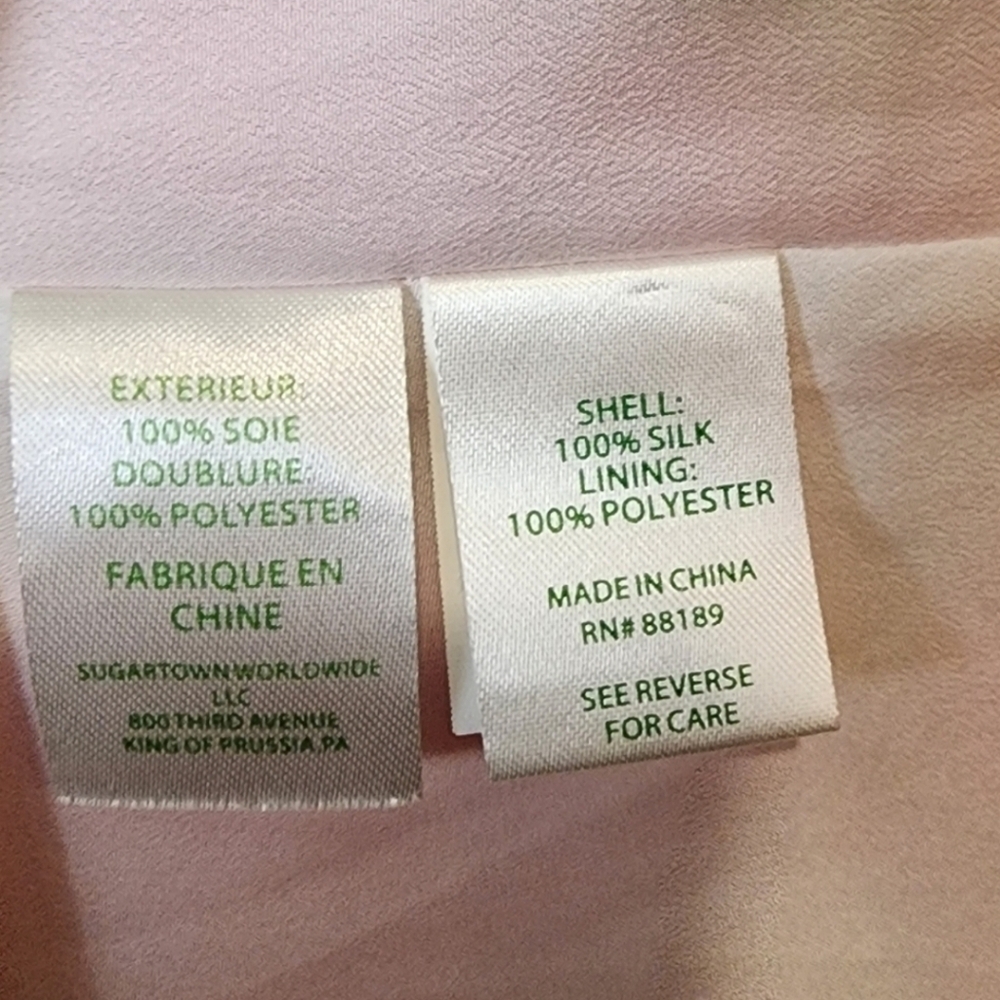 EXTERIEUR:
100% SOIE
DOUBLURE:
100% POLYESTER
FABRIQUE EN
CHINE
SUGARTOWN WORLDWIDE
LLC
800 THIRD AVENUE
KING OF PRUSSIA, PA
SHELL:
100% SILK
LINING:
100% POLYESTER
MADE IN CHINA
RN# 88189
SEE REVERSE
FOR CARE